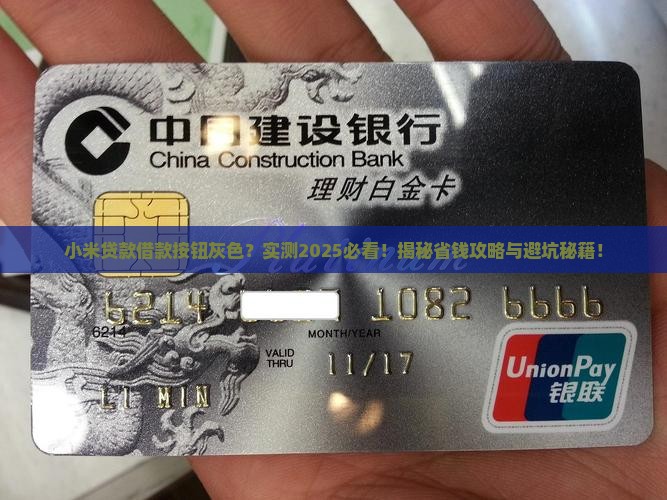 中国建设银行
China Construction Bank
理财白金卡
小米贷款借款按钮灰色？实测2025必看！揭秘省钱攻略与避坑秘籍！
6214 1082 6666
6214
MONTH/YEAR
VALID
THRU
11/17
LI MIN
UnionPay
银联